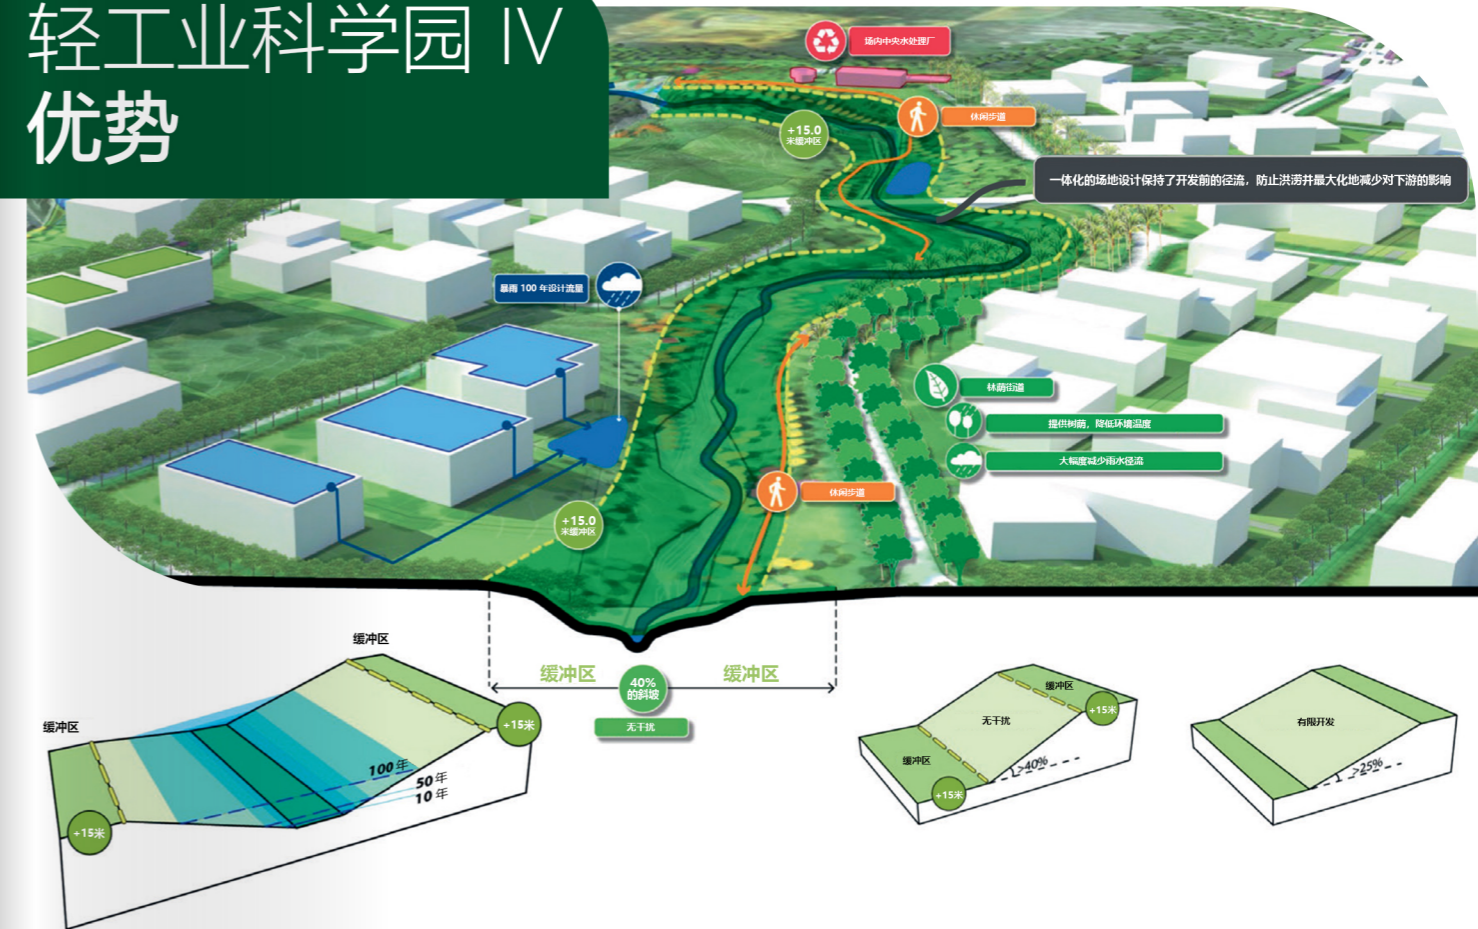 轻工业科学园 IV
优势
场内中央水处理厂
休闲步道
+15.0
米缓冲区
一体化的场地设计保持了开发前的径流，防止洪涝并最大化地减少对下游的影响
暴雨 100 年设计流量
林荫街道
提供树荫，降低环境温度
大幅度减少雨水径流
休闲步道
+15.0
米缓冲区
缓冲区
缓冲区
40%
的斜坡
无干扰
缓冲区
缓冲区
+15米
+15米
100 年
50 年
10 年
缓冲区
无干扰
缓冲区
+15米
+15米
>40%
有限开发
>25%